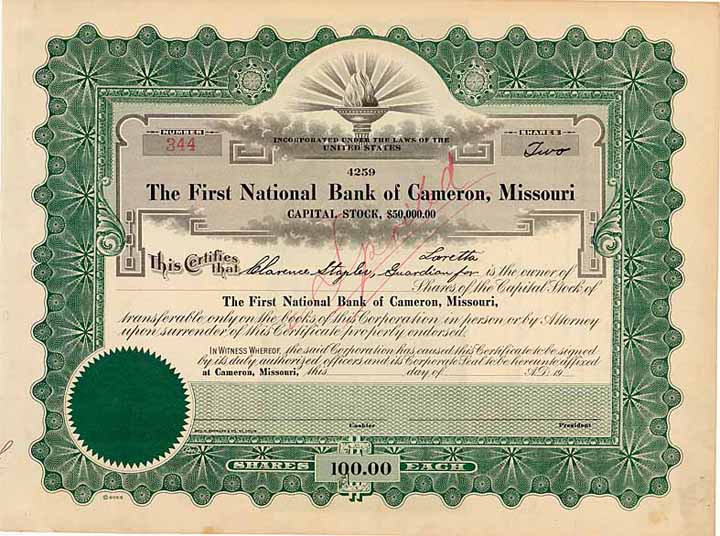 NUMBER
344
INCORPORATED UNDER THE LAWS OF THE
UNITED STATES
SHARES
Two
4259
The First National Bank of Cameron, Missouri
CAPITAL STOCK, $50,000.00
Spoiled
This Certifies that Clarence Stapler, Guardian for Loretta is the owner of
Shares of the Capital Stock of
The First National Bank of Cameron, Missouri,
transferable only on the books of this Corporation in person or by Attorney
upon surrender of this Certificate properly endorsed.
IN WITNESS WHEREOF, the said Corporation has caused this Certificate to be signed
by its duly authorized officers and its Corporate Seal to be hereunto affixed
at Cameron, Missouri, this day of A.D. 19
Cashier
President
SHARES 100.00 EACH